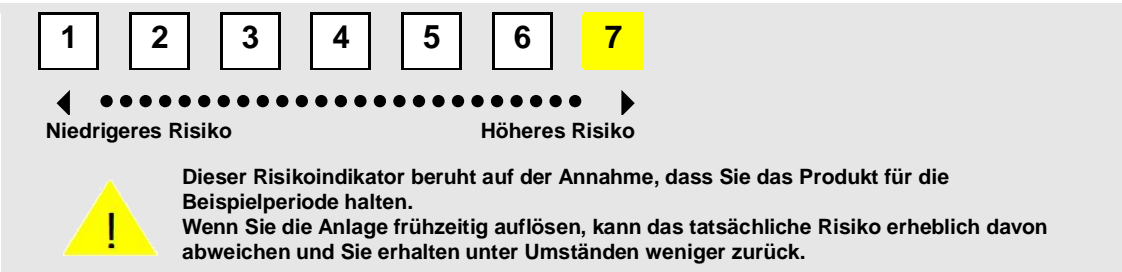 1 2 3 4 5 6 7
Niedrigeres Risiko Höheres Risiko
Dieser Risikoindikator beruht auf der Annahme, dass Sie das Produkt für die
Beispielperiode halten.
Wenn Sie die Anlage frühzeitig auflösen, kann das tatsächliche Risiko erheblich davon
abweichen und Sie erhalten unter Umständen weniger zurück.
!